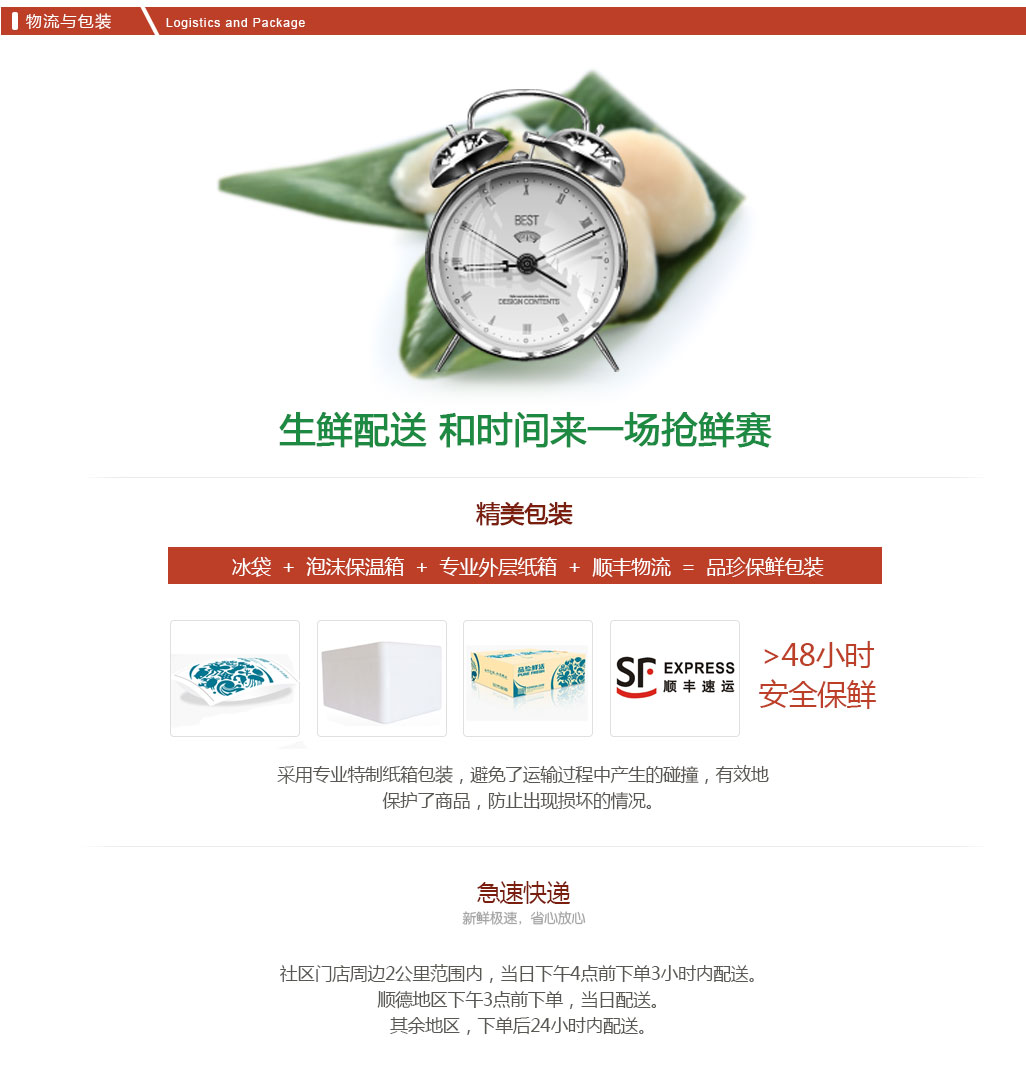 物流与包装
Logistics and Package
BEST
DESIGN CONTENTS
生鲜配送 和时间来一场抢鲜赛
精美包装
冰袋 + 泡沫保温箱 + 专业外层纸箱 + 顺丰物流 = 品珍保鲜包装
品珍鲜活
PURE FRESH
SF EXPRESS
顺丰速运
>48小时
安全保鲜
采用专业特制纸箱包装，避免了运输过程中产生的碰撞，有效地
保护了商品，防止出现损坏的情况。
急速快递
新鲜极速，省心放心
社区门店周边2公里范围内，当日下午4点前下单3小时内配送。
顺德地区下午3点前下单，当日配送。
其余地区，下单后24小时内配送。